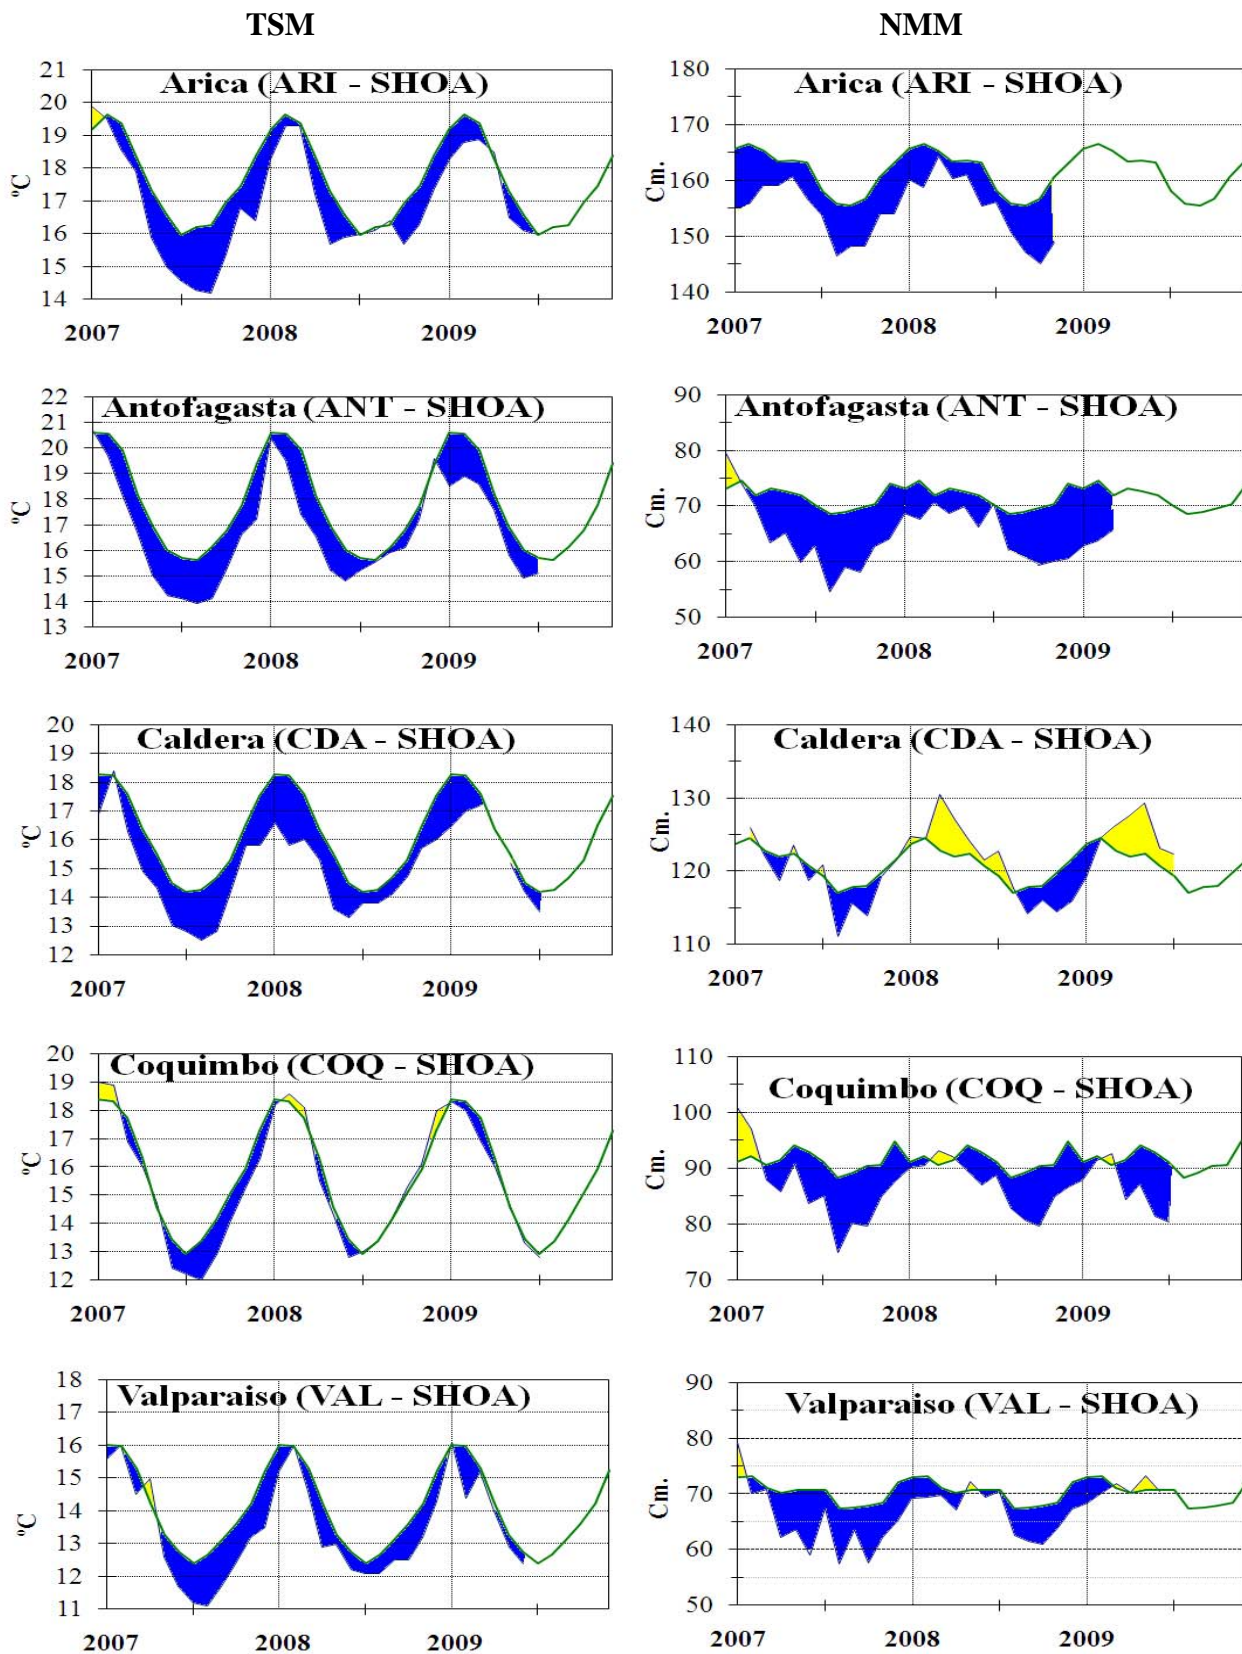 TSM
NMM
Arica (ARI - SHOA)
21
20
19
18
17
16
15
14
ºC
2007 2008 2009
Arica (ARI - SHOA)
180
170
160
150
140
Cm.
2007 2008 2009
Antofagasta (ANT - SHOA)
22
21
20
19
18
17
16
15
14
13
ºC
2007 2008 2009
Antofagasta (ANT - SHOA)
90
80
70
60
50
Cm.
2007 2008 2009
Caldera (CDA - SHOA)
20
19
18
17
16
15
14
13
12
ºC
2007 2008 2009
Caldera (CDA - SHOA)
140
130
120
110
Cm.
2007 2008 2009
Coquimbo (COQ - SHOA)
20
19
18
17
16
15
14
13
12
ºC
2007 2008 2009
Coquimbo (COQ - SHOA)
110
100
90
80
70
Cm.
2007 2008 2009
Valparaiso (VAL - SHOA)
18
17
16
15
14
13
12
11
ºC
2007 2008 2009
Valparaiso (VAL - SHOA)
90
80
70
60
50
Cm.
2007 2008 2009